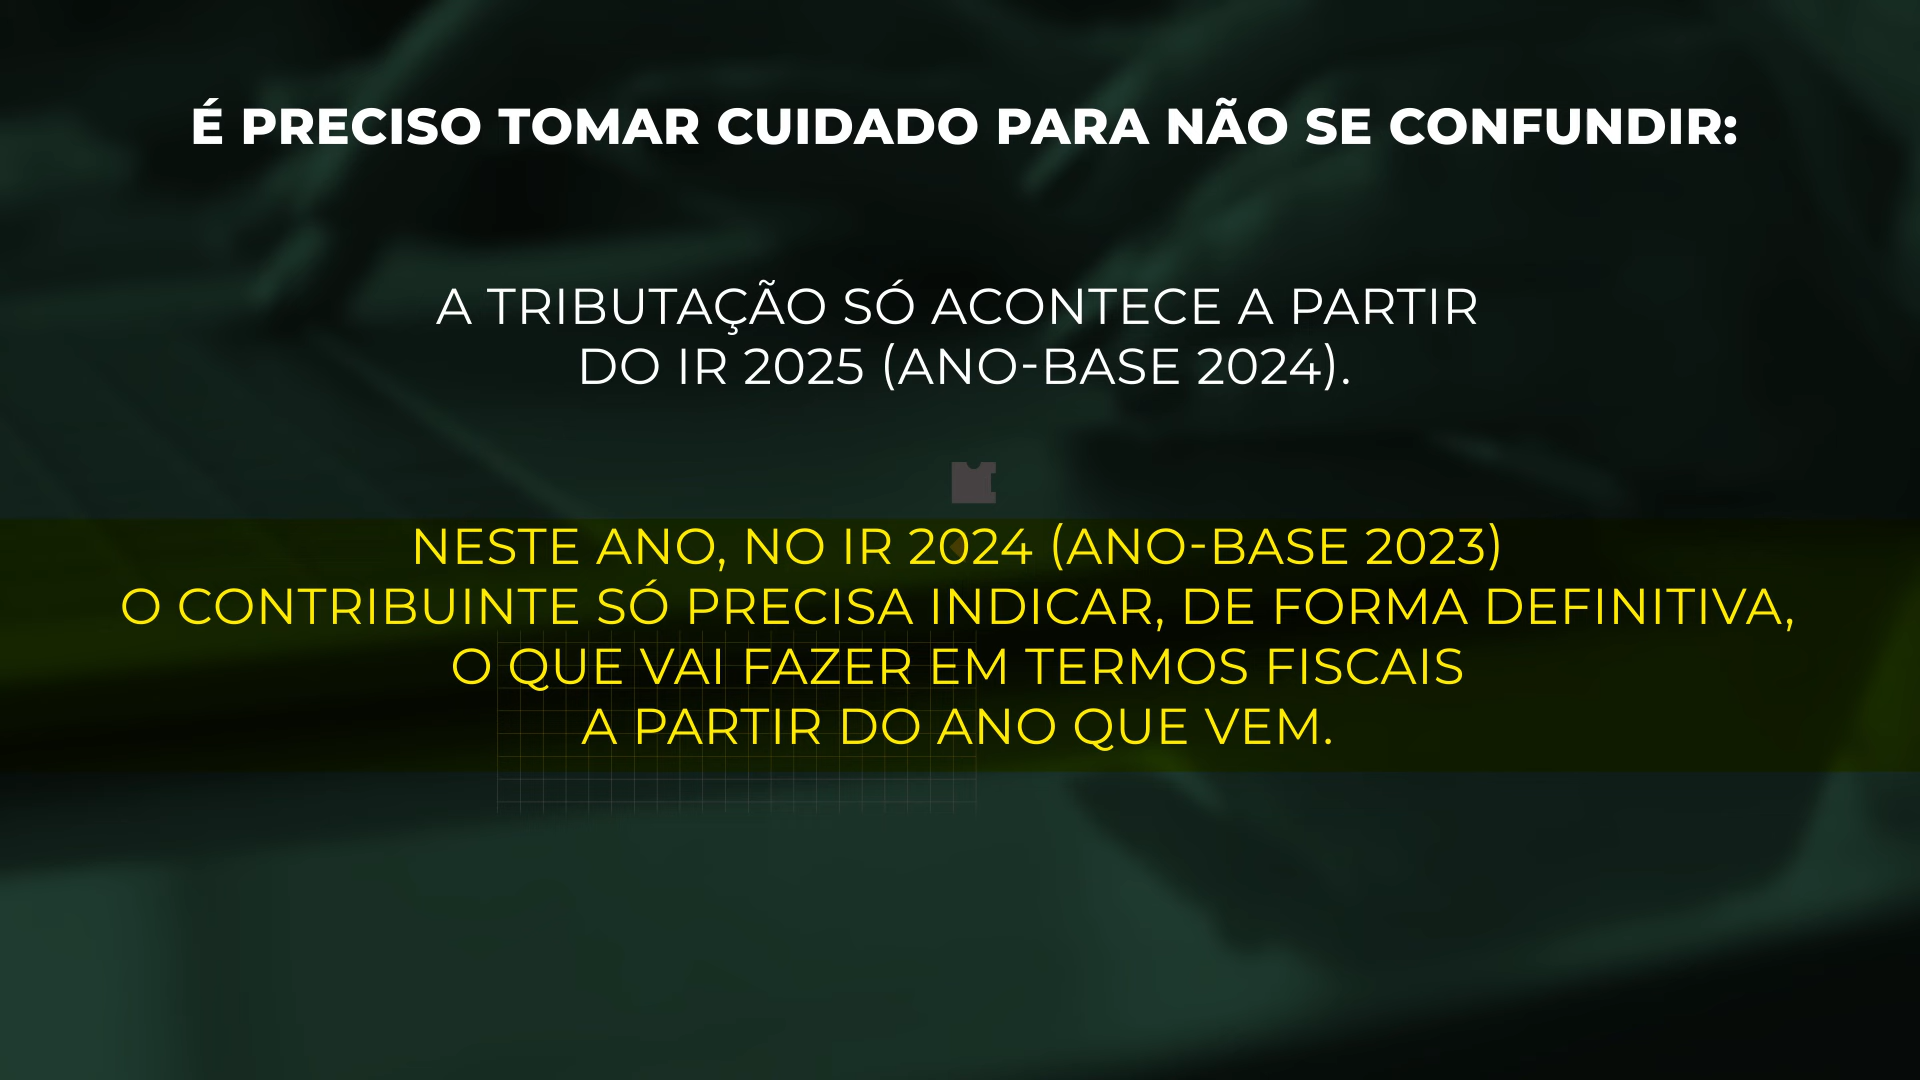 É PRECISO TOMAR CUIDADO PARA NÃO SE CONFUNDIR:
A TRIBUTAÇÃO SÓ ACONTECE A PARTIR
DO IR 2025 (ANO-BASE 2024).
NESTE ANO, NO IR 2024 (ANO-BASE 2023)
O CONTRIBUINTE SÓ PRECISA INDICAR, DE FORMA DEFINITIVA,
O QUE VAI FAZER EM TERMOS FISCAIS
A PARTIR DO ANO QUE VEM.